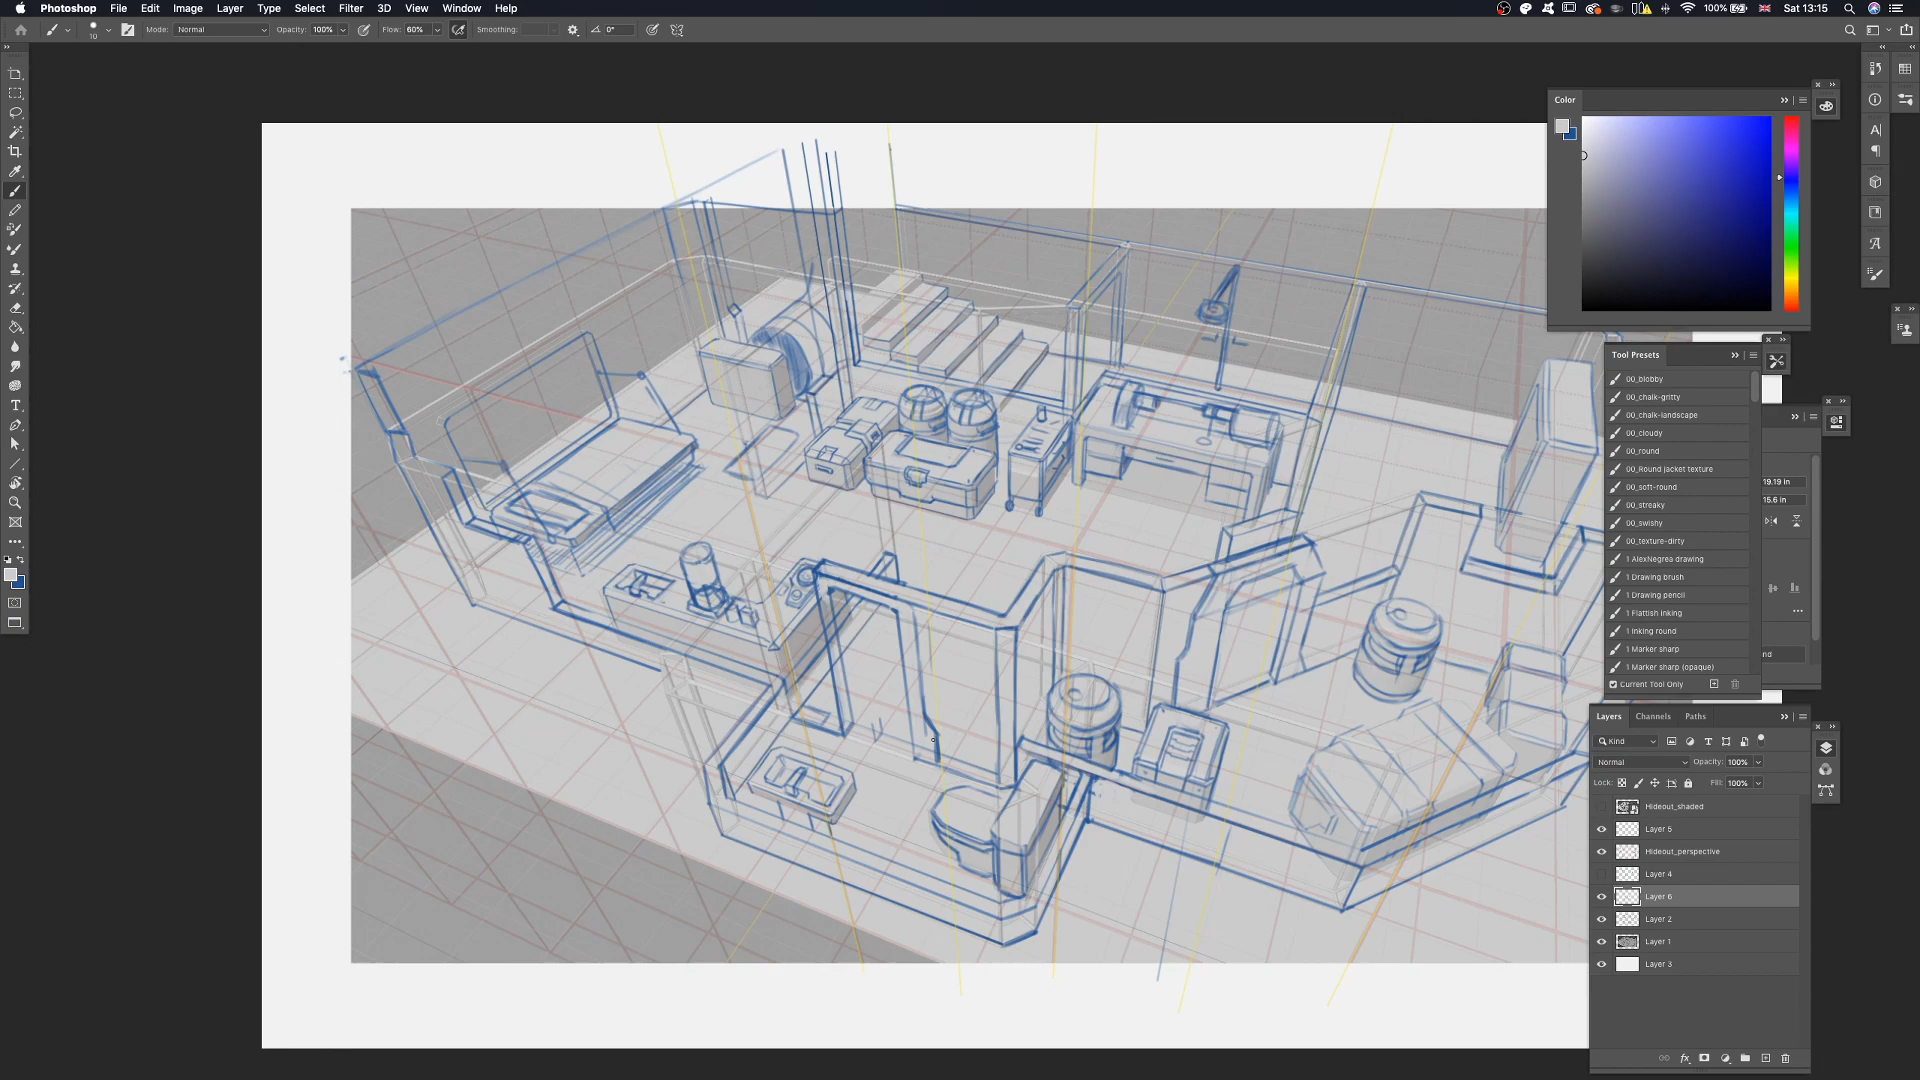 Photoshop File Edit Image Layer Type Select Filter 3D View Window Help 100% Sat 13:15
10 Mode: Normal Opacity: 100% Flow: 60% Smoothing: 0°
Color
Tool Presets
00_blobby
00_chalk-gritty
00_chalk-landscape
00_cloudy
00_round
00_Round jacket texture
00_soft-round
00_streaky
00_swishy
00_texture-dirty
1 AlexNegrea drawing
1 Drawing brush
1 Drawing pencil
1 Flattish inking
1 Inking round
1 Marker sharp
1 Marker sharp (opaque)
Current Tool Only
19.19 in
15.6 in
nd
Layers Channels Paths
Kind
Normal Opacity: 100%
Lock: Fill: 100%
Hideout_shaded
Layer 5
Hideout_perspective
Layer 4
Layer 6
Layer 2
Layer 1
Layer 3
fx